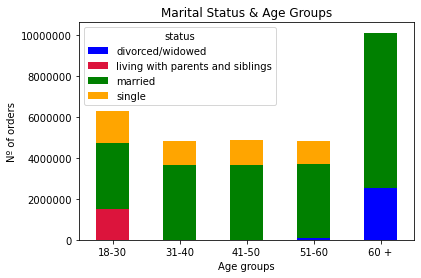 Marital Status & Age Groups
status
divorced/widowed
living with parents and siblings
married
single
Nº of orders
10000000
8000000
6000000
4000000
2000000
0
18-30 31-40 41-50 51-60 60 +
Age groups